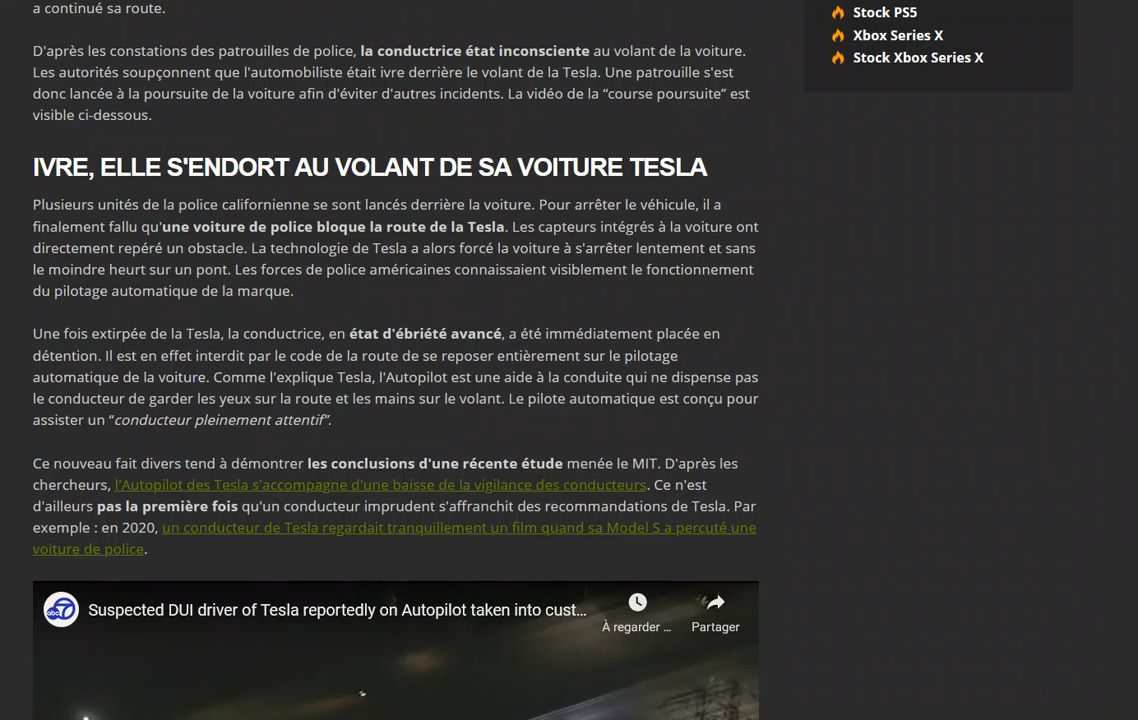 a continué sa route.
D'après les constations des patrouilles de police, la conductrice état inconsciente au volant de la voiture.
Les autorités soupçonnent que l'automobiliste était ivre derrière le volant de la Tesla. Une patrouille s'est
donc lancée à la poursuite de la voiture afin d'éviter d'autres incidents. La vidéo de la “course poursuite” est
visible ci-dessous.
IVRE, ELLE S'ENDORT AU VOLANT DE SA VOITURE TESLA
Plusieurs unités de la police californienne se sont lancés derrière la voiture. Pour arrêter le véhicule, il a
finalement fallu qu'une voiture de police bloque la route de la Tesla. Les capteurs intégrés à la voiture ont
directement repéré un obstacle. La technologie de Tesla a alors forcé la voiture à s'arrêter lentement et sans
le moindre heurt sur un pont. Les forces de police américaines connaissaient visiblement le fonctionnement
du pilotage automatique de la marque.
Une fois extirpée de la Tesla, la conductrice, en état d'ébriété avancé, a été immédiatement placée en
détention. Il est en effet interdit par le code de la route de se reposer entièrement sur le pilotage
automatique de la voiture. Comme l'explique Tesla, l'Autopilot est une aide à la conduite qui ne dispense pas
le conducteur de garder les yeux sur la route et les mains sur le volant. Le pilote automatique est conçu pour
assister un “conducteur pleinement attentif”.
Ce nouveau fait divers tend à démontrer les conclusions d'une récente étude menée le MIT. D'après les
chercheurs, l'Autopilot des Tesla s'accompagne d'une baisse de la vigilance des conducteurs. Ce n'est
d'ailleurs pas la première fois qu'un conducteur imprudent s'affranchit des recommandations de Tesla. Par
exemple : en 2020, un conducteur de Tesla regardait tranquillement un film quand sa Model S a percuté une
voiture de police.
abc 7 Suspected DUI driver of Tesla reportedly on Autopilot taken into cust...
À regarder ...
Partager
Stock PS5
Xbox Series X
Stock Xbox Series X